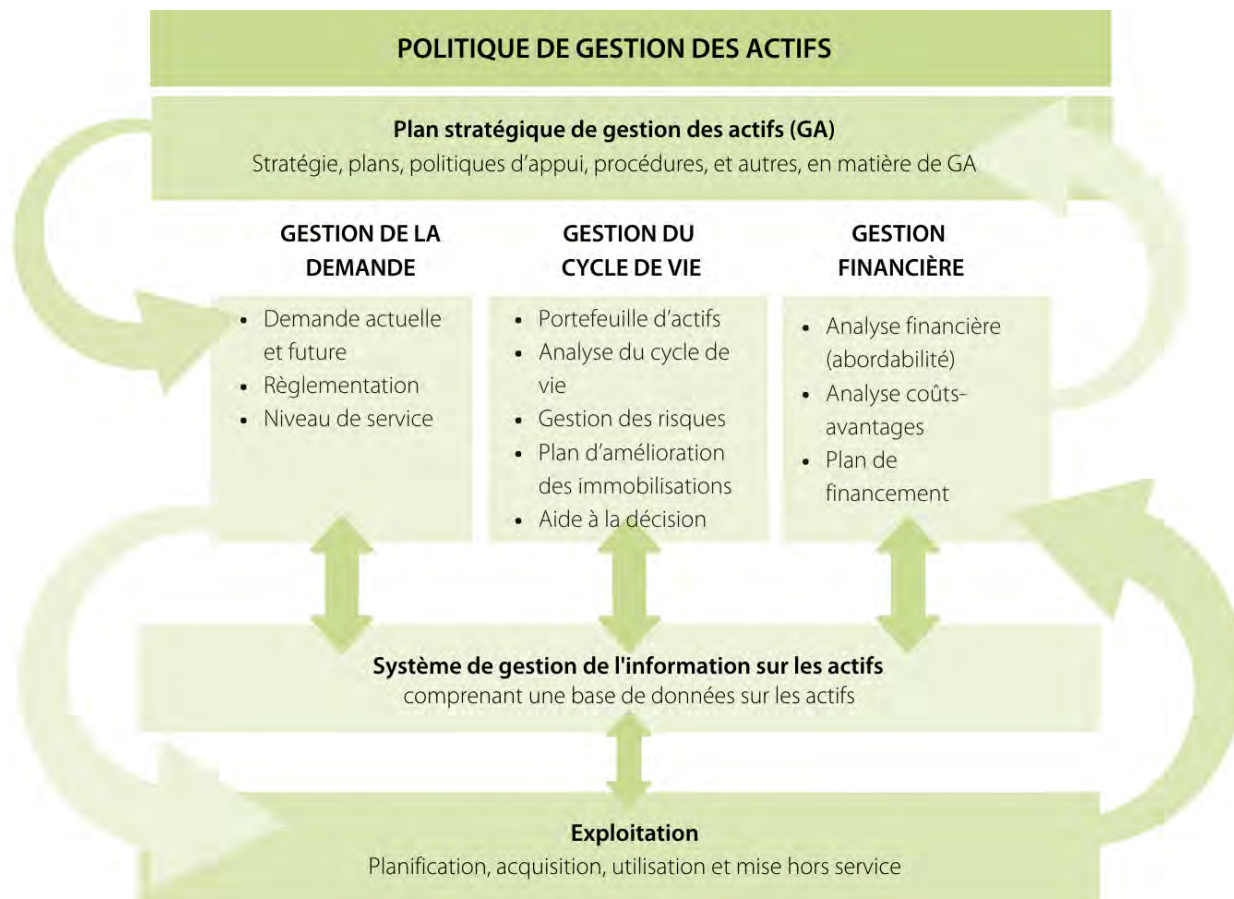 POLITIQUE DE GESTION DES ACTIFS
Plan stratégique de gestion des actifs (GA)
Stratégie, plans, politiques d’appui, procédures, et autres, en matière de GA
GESTION DE LA
DEMANDE
• Demande actuelle
et future
• Règlementation
• Niveau de service
GESTION DU
CYCLE DE VIE
• Portefeuille d’actifs
• Analyse du cycle de
vie
• Gestion des risques
• Plan d’amélioration
des immobilisations
• Aide à la décision
GESTION
FINANCIÈRE
• Analyse financière
(abordabilité)
• Analyse coûts-
avantages
• Plan de
financement
Système de gestion de l'information sur les actifs
comprenant une base de données sur les actifs
Exploitation
Planification, acquisition, utilisation et mise hors service